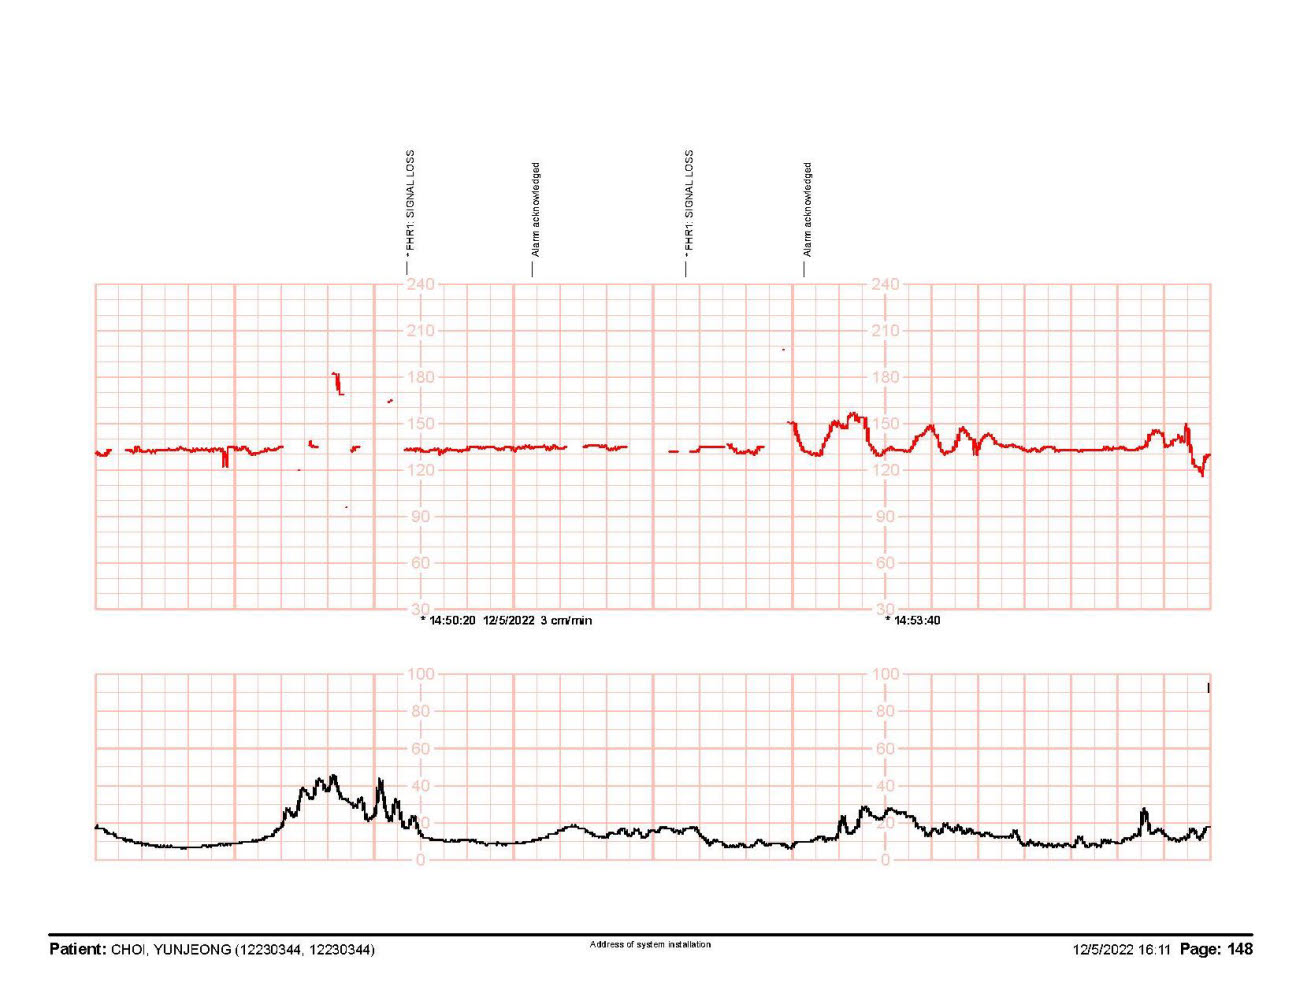 * FHR1: SIGNAL LOSS
Alarm acknowledged
* FHR1: SIGNAL LOSS
Alarm acknowledged
240 240
210 210
180 180
150 150
120 120
90 90
60 60
30 30
* 14:50:20 12/5/2022 3 cm/min * 14:53:40
100 100
80 80
60 60
40 40
20 20
0 0
Patient: CHOI, YUNJEONG (12230344, 12230344) Address of system installation 12/5/2022 16:11 Page: 148